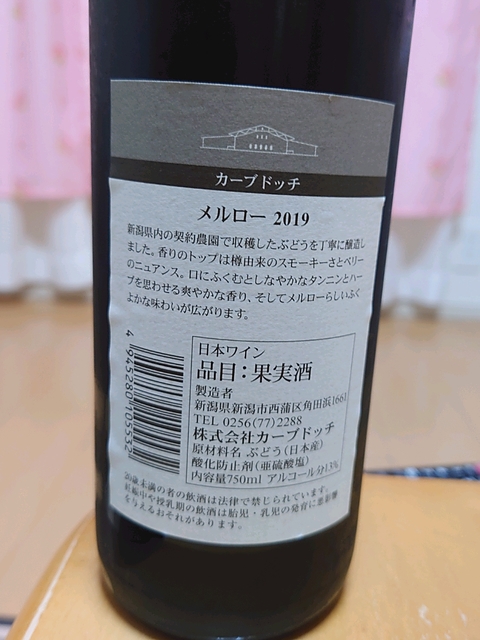 カーブドッチ
メルロー 2019
新潟県内の契約農園で収穫したぶどうを丁寧に醸造し
ました。香りのトップは樽由来のスモーキーさとベリー
のニュアンス。口にふくむとしなやかなタンニンとハー
ブを思わせる爽やかな香り、そしてメルローらしいふく
よかな味わいが広がります。
日本ワイン
品目：果実酒
製造者
新潟県新潟市西蒲区角田浜1661
TEL 0256(77)2288
株式会社カーブドッチ
原材料名 ぶどう(日本産)
酸化防止剤(亜硫酸塩)
内容量750ml アルコール分13%
4 945280 105532
20歳未満の者の飲酒は法律で禁じられています。
妊娠中や授乳期の飲酒は胎児・乳児の発育に悪影響
を与えるおそれがあります。